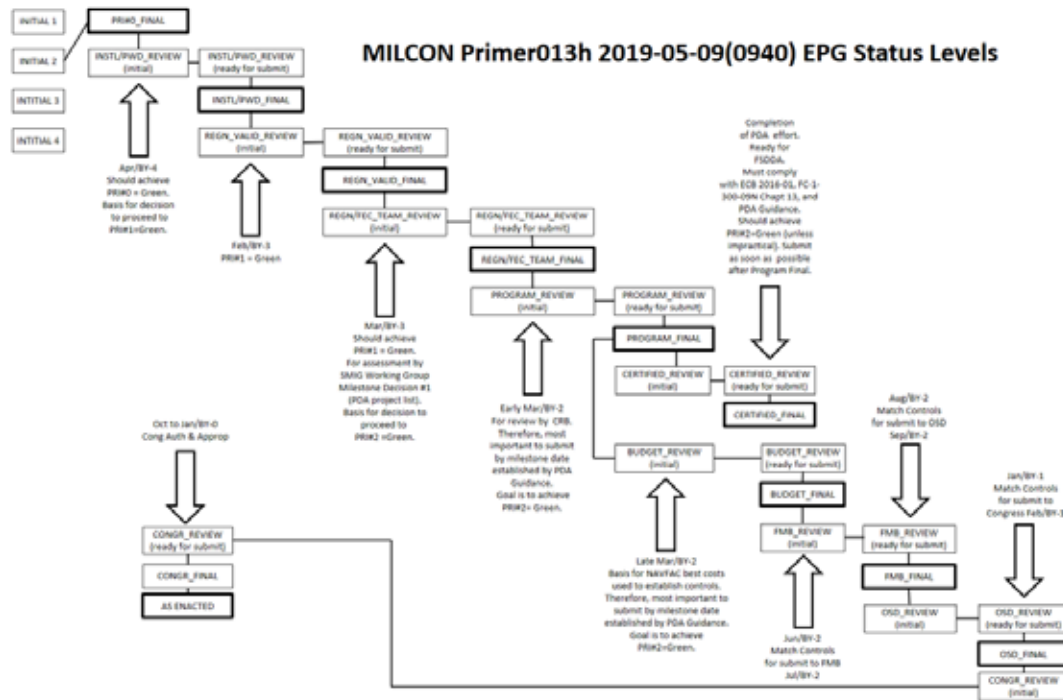 MILCON Primer013h 2019-05-09(0940) EPG Status Levels
INITIAL 1
INITIAL 2
INTITIAL 3
INITIAL 4
PRI#0_FINAL
INSTL/PWD_REVIEW
(initial)
INSTL/PWD_REVIEW
(ready for submit)
INSTL/PWD_FINAL
REGN_VALID_REVIEW
(initial)
REGN_VALID_REVIEW
(ready for submit)
REGN_VALID_FINAL
REGN/FEC_TEAM_REVIEW
(initial)
REGN/FEC_TEAM_REVIEW
(ready for submit)
REGN/FEC_TEAM_FINAL
PROGRAM_REVIEW
(initial)
PROGRAM_REVIEW
(ready for submit)
PROGRAM_FINAL
CERTIFIED_REVIEW
(initial)
CERTIFIED_REVIEW
(ready for submit)
CERTIFIED_FINAL
BUDGET_REVIEW
(initial)
BUDGET_REVIEW
(ready for submit)
BUDGET_FINAL
FMB_REVIEW
(initial)
FMB_REVIEW
(ready for submit)
FMB_FINAL
OSD_REVIEW
(initial)
OSD_REVIEW
(ready for submit)
OSD_FINAL
CONGR_REVIEW
(initial)
CONGR_REVIEW
(ready for submit)
CONGR_FINAL
AS ENACTED
Apr/BY-4
Should achieve
PRI#0 = Green.
Basis for decision
to proceed to
PRI#1=Green.
Feb/BY-3
PRI#1 = Green
Mar/BY-3
Should achieve
PRI#1 = Green.
For assessment by
SMIG Working Group
Milestone Decision #1
(PDA project list).
Basis for decision to
proceed to
PRI#2 =Green.
Early Mar/BY-2
For review by CRB.
Therefore, most
important to submit
by milestone date
established by PDA
Guidance.
Goal is to achieve
PRI#2= Green.
Completion
of PDA effort.
Ready for
FSDDA.
Must comply
with ECB 2016-01, FC-1-
300-09N Chapt 13, and
PDA Guidance.
Should achieve
PRI#2=Green (unless
impractical). Submit
as soon as possible
after Program Final.
Late Mar/BY-2
Basis for NAVFAC best costs
used to establish controls.
Therefore, most important to
submit by milestone date
established by PDA Guidance.
Goal is to achieve
PRI#2=Green.
Jun/BY-2
Match Controls
for submit to FMB
Jul/BY-2
Aug/BY-2
Match Controls
for submit to OSD
Sep/BY-2
Jan/BY-1
Match Controls
for submit to
Congress Feb/BY-1
Oct to Jan/BY-0
Cong Auth & Approp